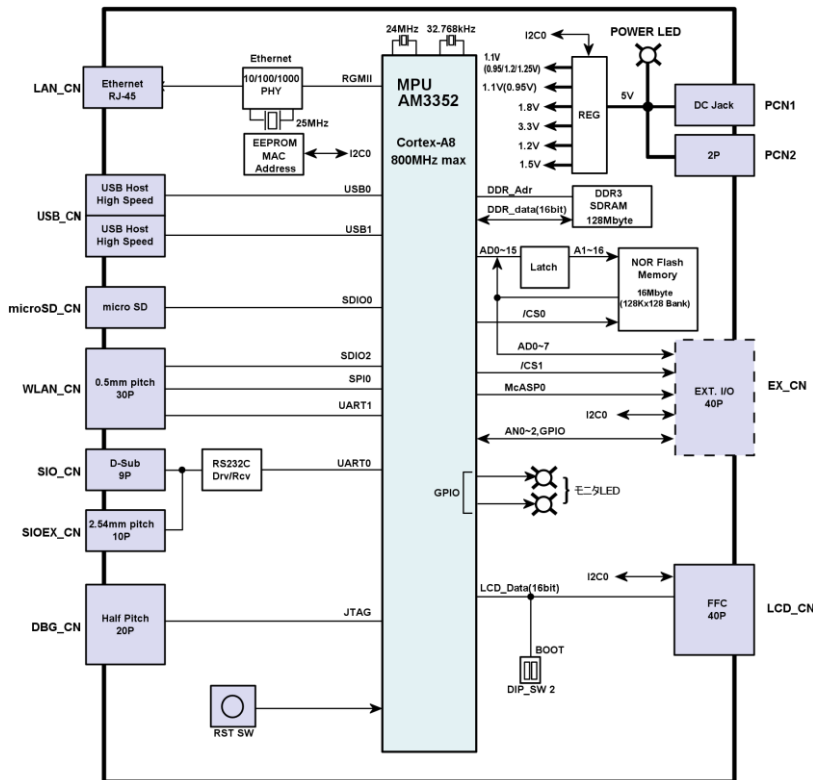 24MHz
32.768kHz
MPU
AM3352
Cortex-A8
800MHz max
LAN_CN
Ethernet
RJ-45
Ethernet
10/100/1000
PHY
RGMII
25MHz
EEPROM
MAC
Address
I2C0
USB_CN
USB Host
High Speed
USB0
USB Host
High Speed
USB1
microSD_CN
micro SD
SDIO0
WLAN_CN
0.5mm pitch
30P
SDIO2
SPI0
UART1
SIO_CN
D-Sub
9P
RS232C
Drv/Rcv
UART0
SIOEX_CN
2.54mm pitch
10P
DBG_CN
Half Pitch
20P
JTAG
RST SW
I2C0
POWER LED
1.1V
(0.95/1.2/1.25V)
1.1V(0.95V)
1.8V
3.3V
1.2V
1.5V
REG
5V
DC Jack
PCN1
2P
PCN2
DDR_Adr
DDR_data(16bit)
DDR3
SDRAM
128Mbyte
AD0~15
Latch
A1~16
NOR Flash
Memory
16Mbyte
(128Kx128 Bank)
/CS0
AD0~7
/CS1
McASP0
I2C0
AN0~2,GPIO
EXT. I/O
40P
EX_CN
GPIO
モニタLED
LCD_Data(16bit)
I2C0
FFC
40P
LCD_CN
BOOT
DIP_SW 2